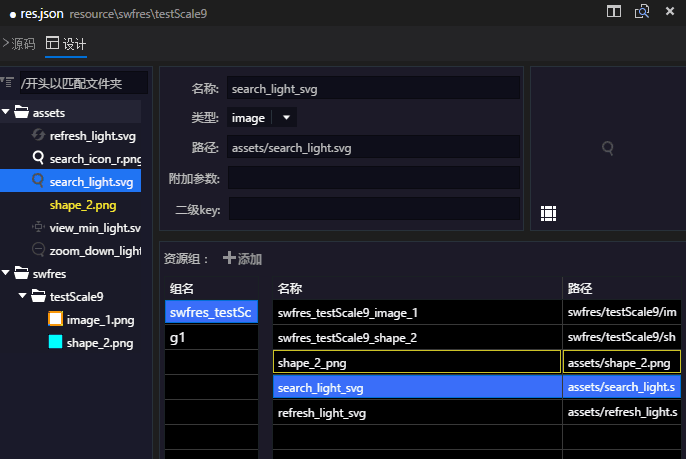 ● res.json resource\swfres\testScale9
>源码 设计
/开头以匹配文件夹
assets
refresh_light.svg
search_icon_r.png
search_light.svg
shape_2.png
view_min_light.sv
zoom_down_light
swfres
testScale9
image_1.png
shape_2.png
名称: search_light_svg
类型: image
路径: assets/search_light.svg
附加参数:
二级key:
资源组: 添加
组名
swfres_testSc
g1
名称 路径
swfres_testScale9_image_1 swfres/testScale9/im
swfres_testScale9_shape_2 swfres/testScale9/sh
shape_2_png assets/shape_2.png
search_light_svg assets/search_light.s
refresh_light_svg assets/refresh_light.s